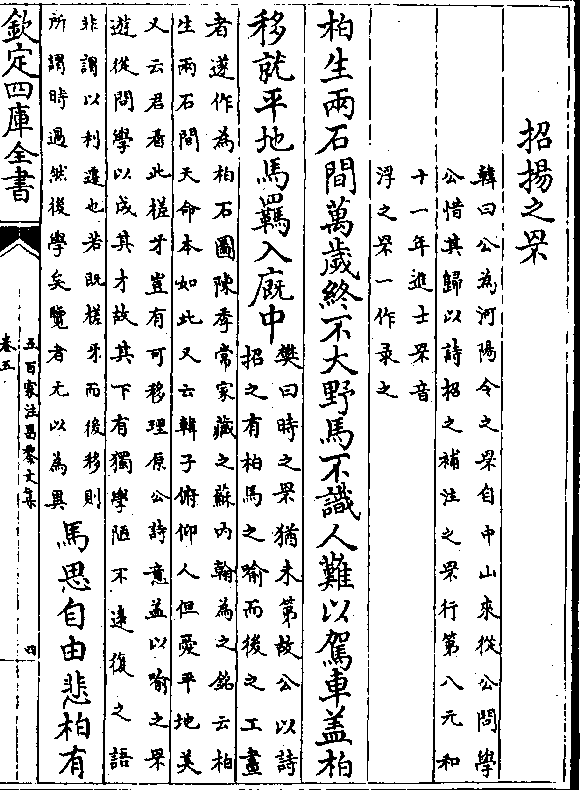 招揚之罘
韓曰公為河陽令之罘自中山來從公問學
公惜其歸以詩招之補注之罘行第八元和
十一年進士罘音
浮之罘一作录之
柏生兩石間萬歲終不大野馬不識人難以駕車盖柏
移就平地馬羈入廐中
樊曰時之罘猶未第故公以詩
招之有柏馬之喻而後之工畫
者遂作為柏石圖陳季常家藏之蘇内翰為之銘云柏
生兩石間天命本如此又云韓子俯仰人但愛平地美
又云君看此槎牙豈有可移理原公詩意盖以喻之罘
遊從問學以成其才故其下有獨學陋不逺復之語
非謂以利遷也若既槎牙而後移則
所謂時過然後學矣覽者无以為異
馬思自由悲柏有
欽定四庫全書
五百家注昌黎文集
卷五
四